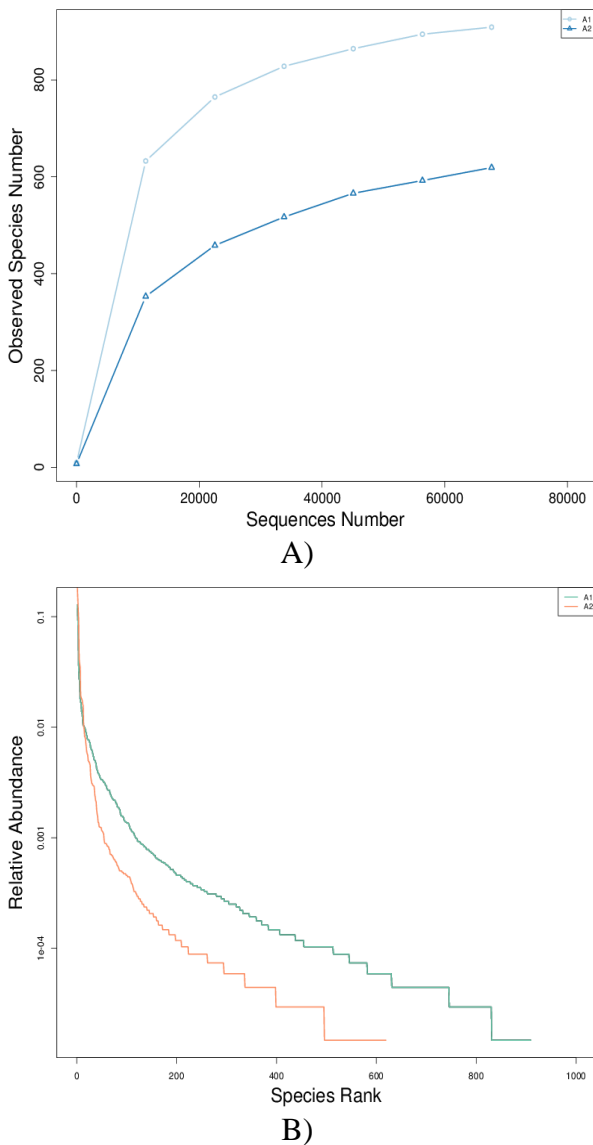 A1
A2
800
600
400
200
0
Observed Species Number
0 20000 40000 60000 80000
Sequences Number
A)
A1
A2
0.1
0.01
0.001
1e-04
Relative Abundance
0 200 400 600 800 1000
Species Rank
B)